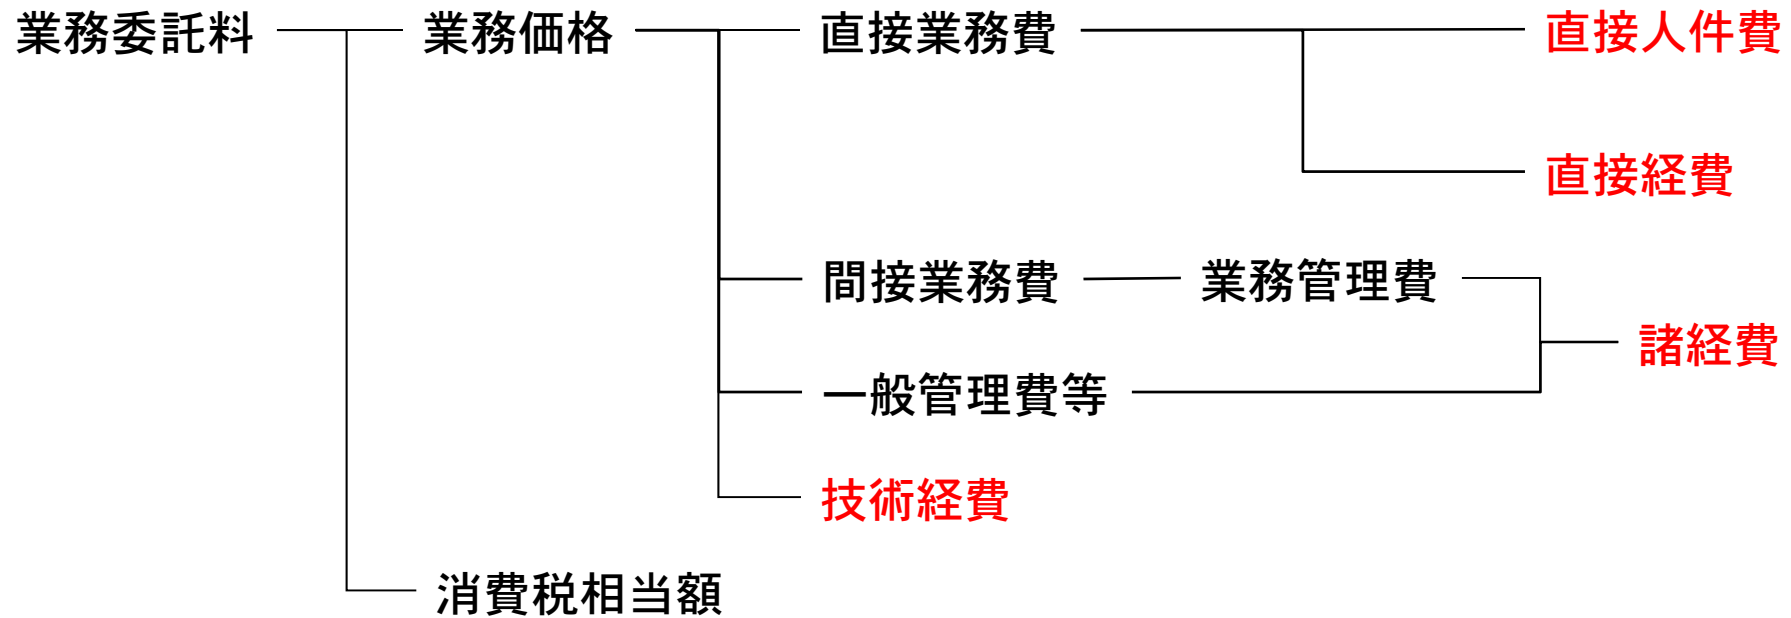 業務委託料
業務価格
直接業務費
直接人件費
直接経費
間接業務費
業務管理費
諸経費
一般管理費等
技術経費
消費税相当額